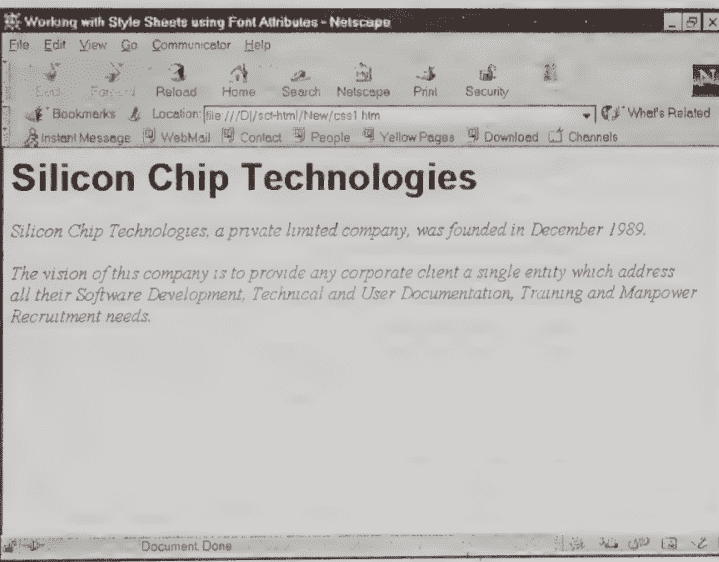 Working with Style Sheets using Font Attributes - Netscape
File Edit View Go Communicator Help
Back Forward Reload Home Search Netscape Print Security
N
Bookmarks Location: file:///D|/sct-html/New/css1.htm What's Related
Instant Message WebMail Contact People Yellow Pages Download Channels
Silicon Chip Technologies
Silicon Chip Technologies, a private limited company, was founded in December 1989.
The vision of this company is to provide any corporate client a single entity which address
all their Software Development, Technical and User Documentation, Training and Manpower
Recruitment needs.
Document Done